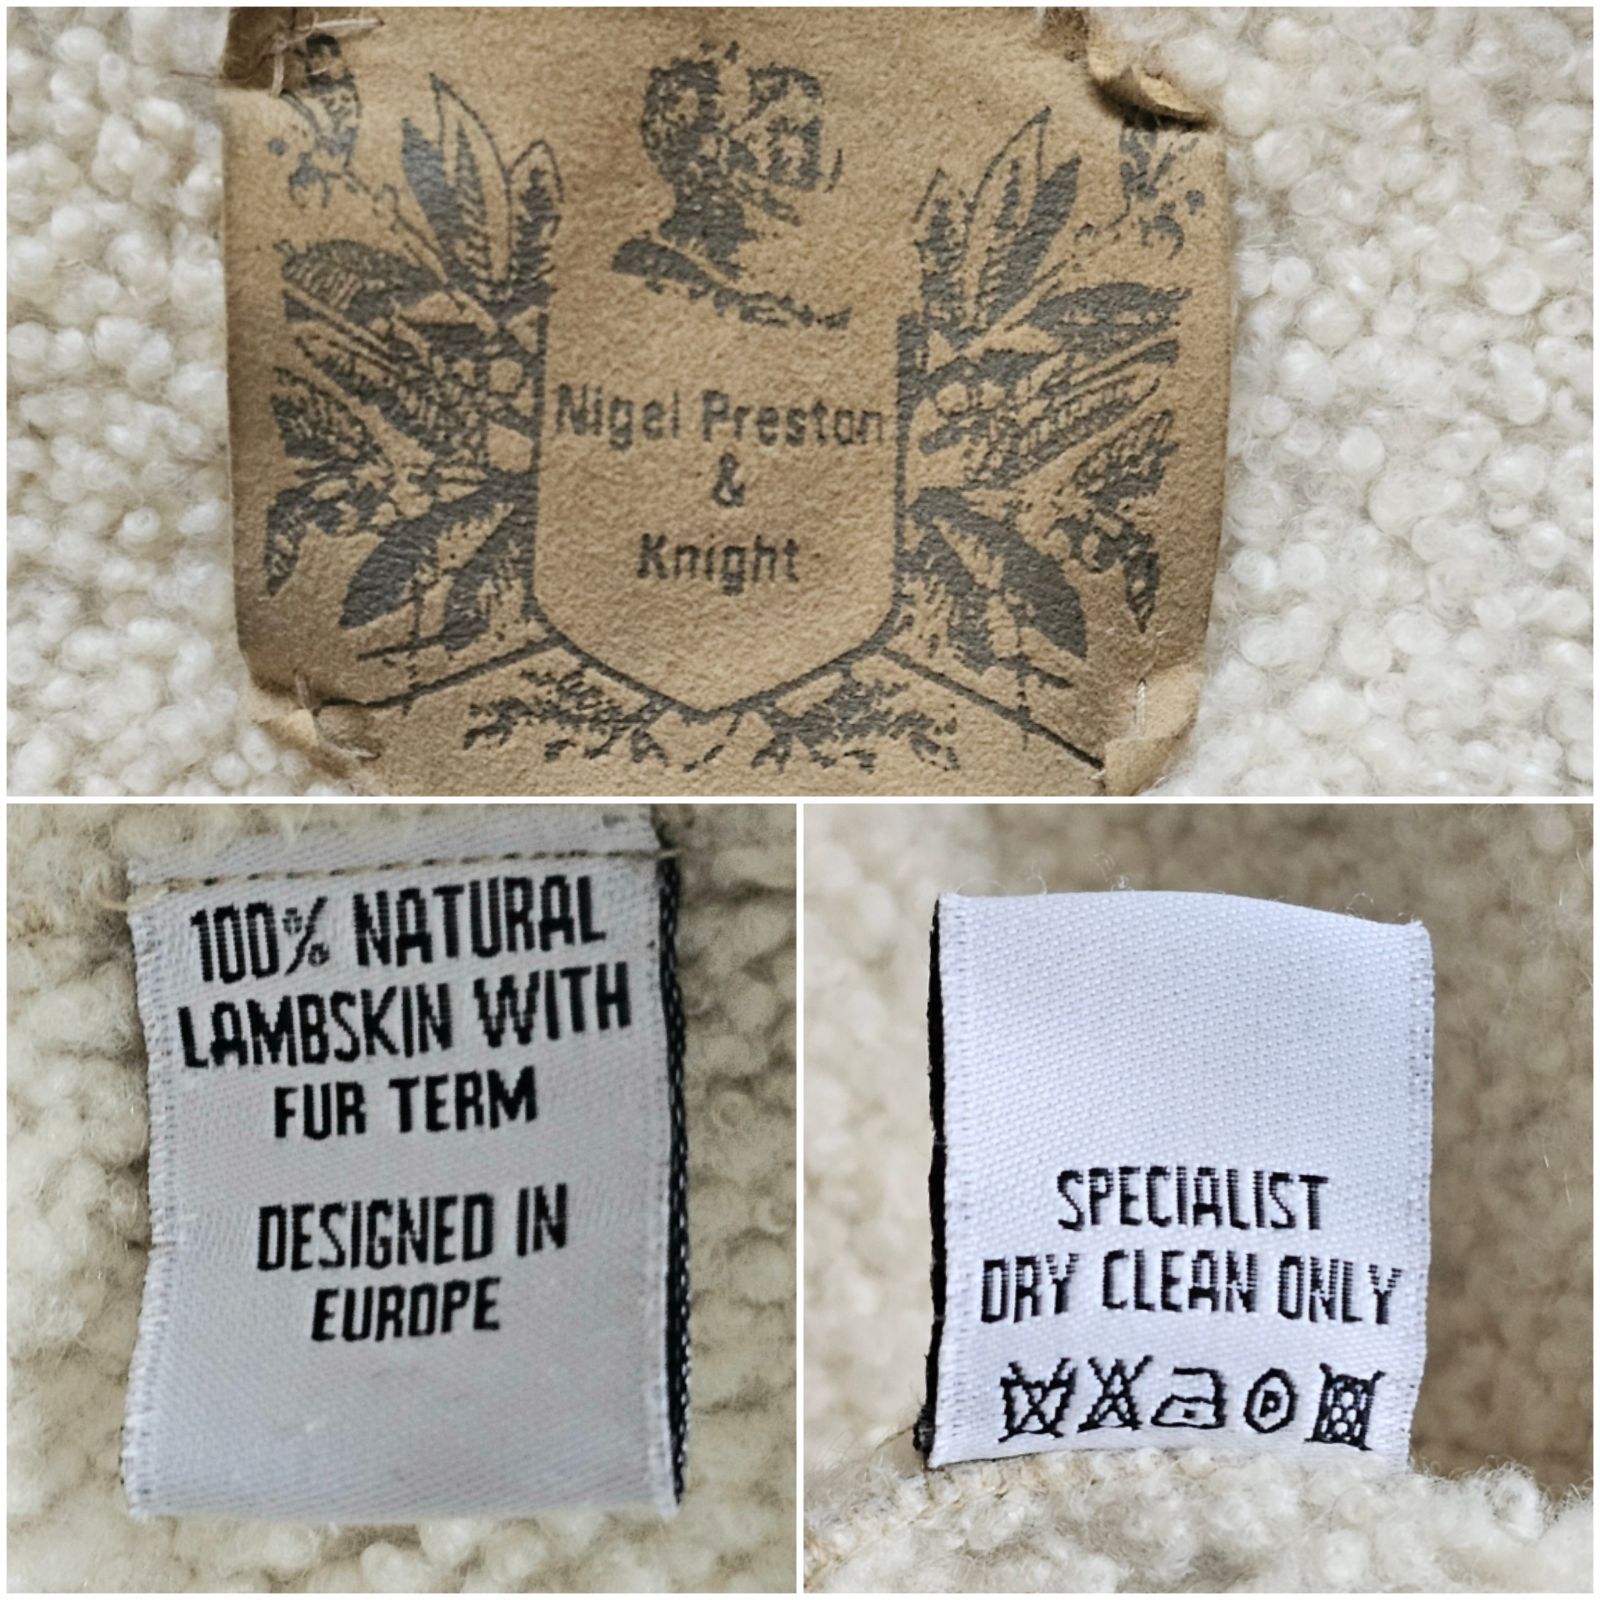 Nigel Preston
&
Knight
100% NATURAL
LAMBSKIN WITH
FUR TERM
DESIGNED IN
EUROPE
SPECIALIST
DRY CLEAN ONLY
P